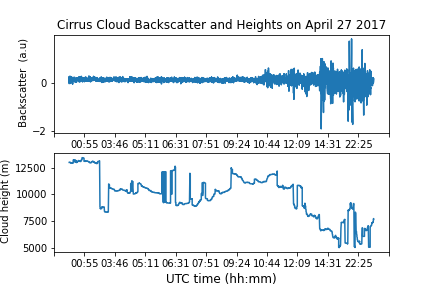 Cirrus Cloud Backscatter and Heights on April 27 2017
Backscatter (a.u)
0
−2
00:55 03:46 05:11 06:31 07:51 09:24 10:44 12:09 14:31 22:25
Cloud height (m)
12500
10000
7500
5000
00:55 03:46 05:11 06:31 07:51 09:24 10:44 12:09 14:31 22:25
UTC time (hh:mm)